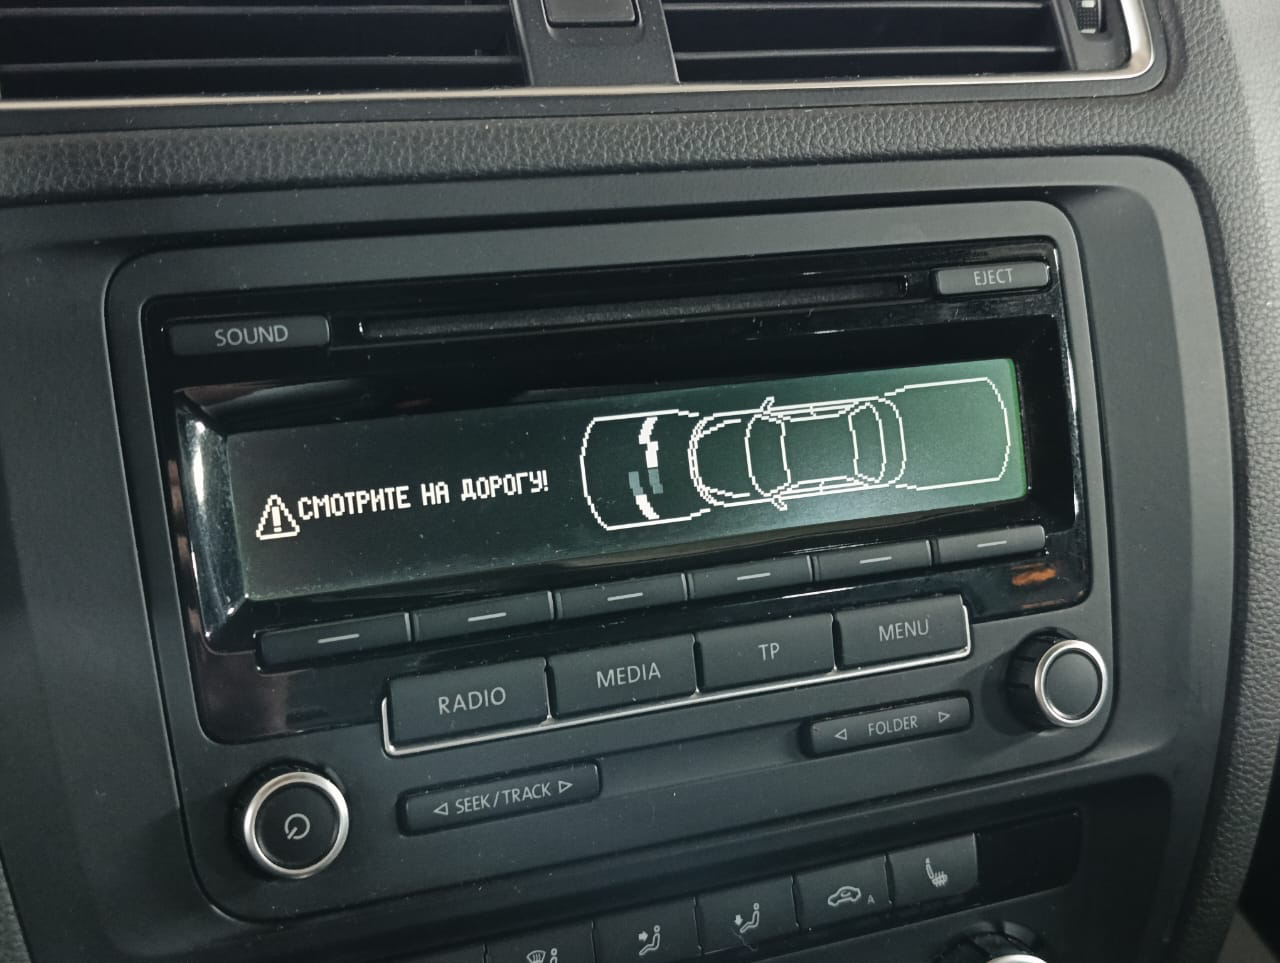 EJECT
SOUND
СМОТРИТЕ НА ДОРОГУ!
RADIO
MEDIA
TP
MENU
FOLDER
SEEK / TRACK
A